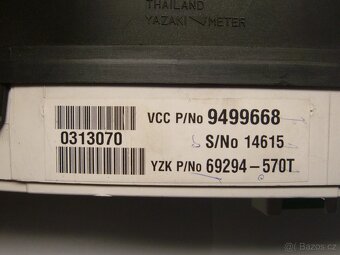 THAILAND
YAZAKI METER
VCC P/No 9499668
0313070
S/No 14615
YZK P/No 69294-570T
Bazos.cz